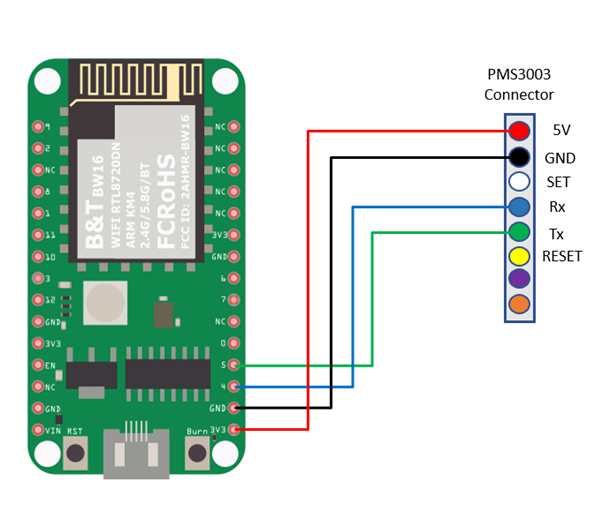 PMS3003
Connector
5V
GND
SET
Rx
Tx
RESET
9
2
NC
8
1
11
10
3
12
GND
3V3
EN
NC
GND
VIN
RST
B&T BW16
WIFI RTL8720DN
ARM KM4
2.4G/5.8G/BT
FCRoHS
FCC ID: 2AHMR-BW16
NC
NC
NC
NC
NC
3V3
GND
6
7
NC
0
5
4
GND
3V3
Burn